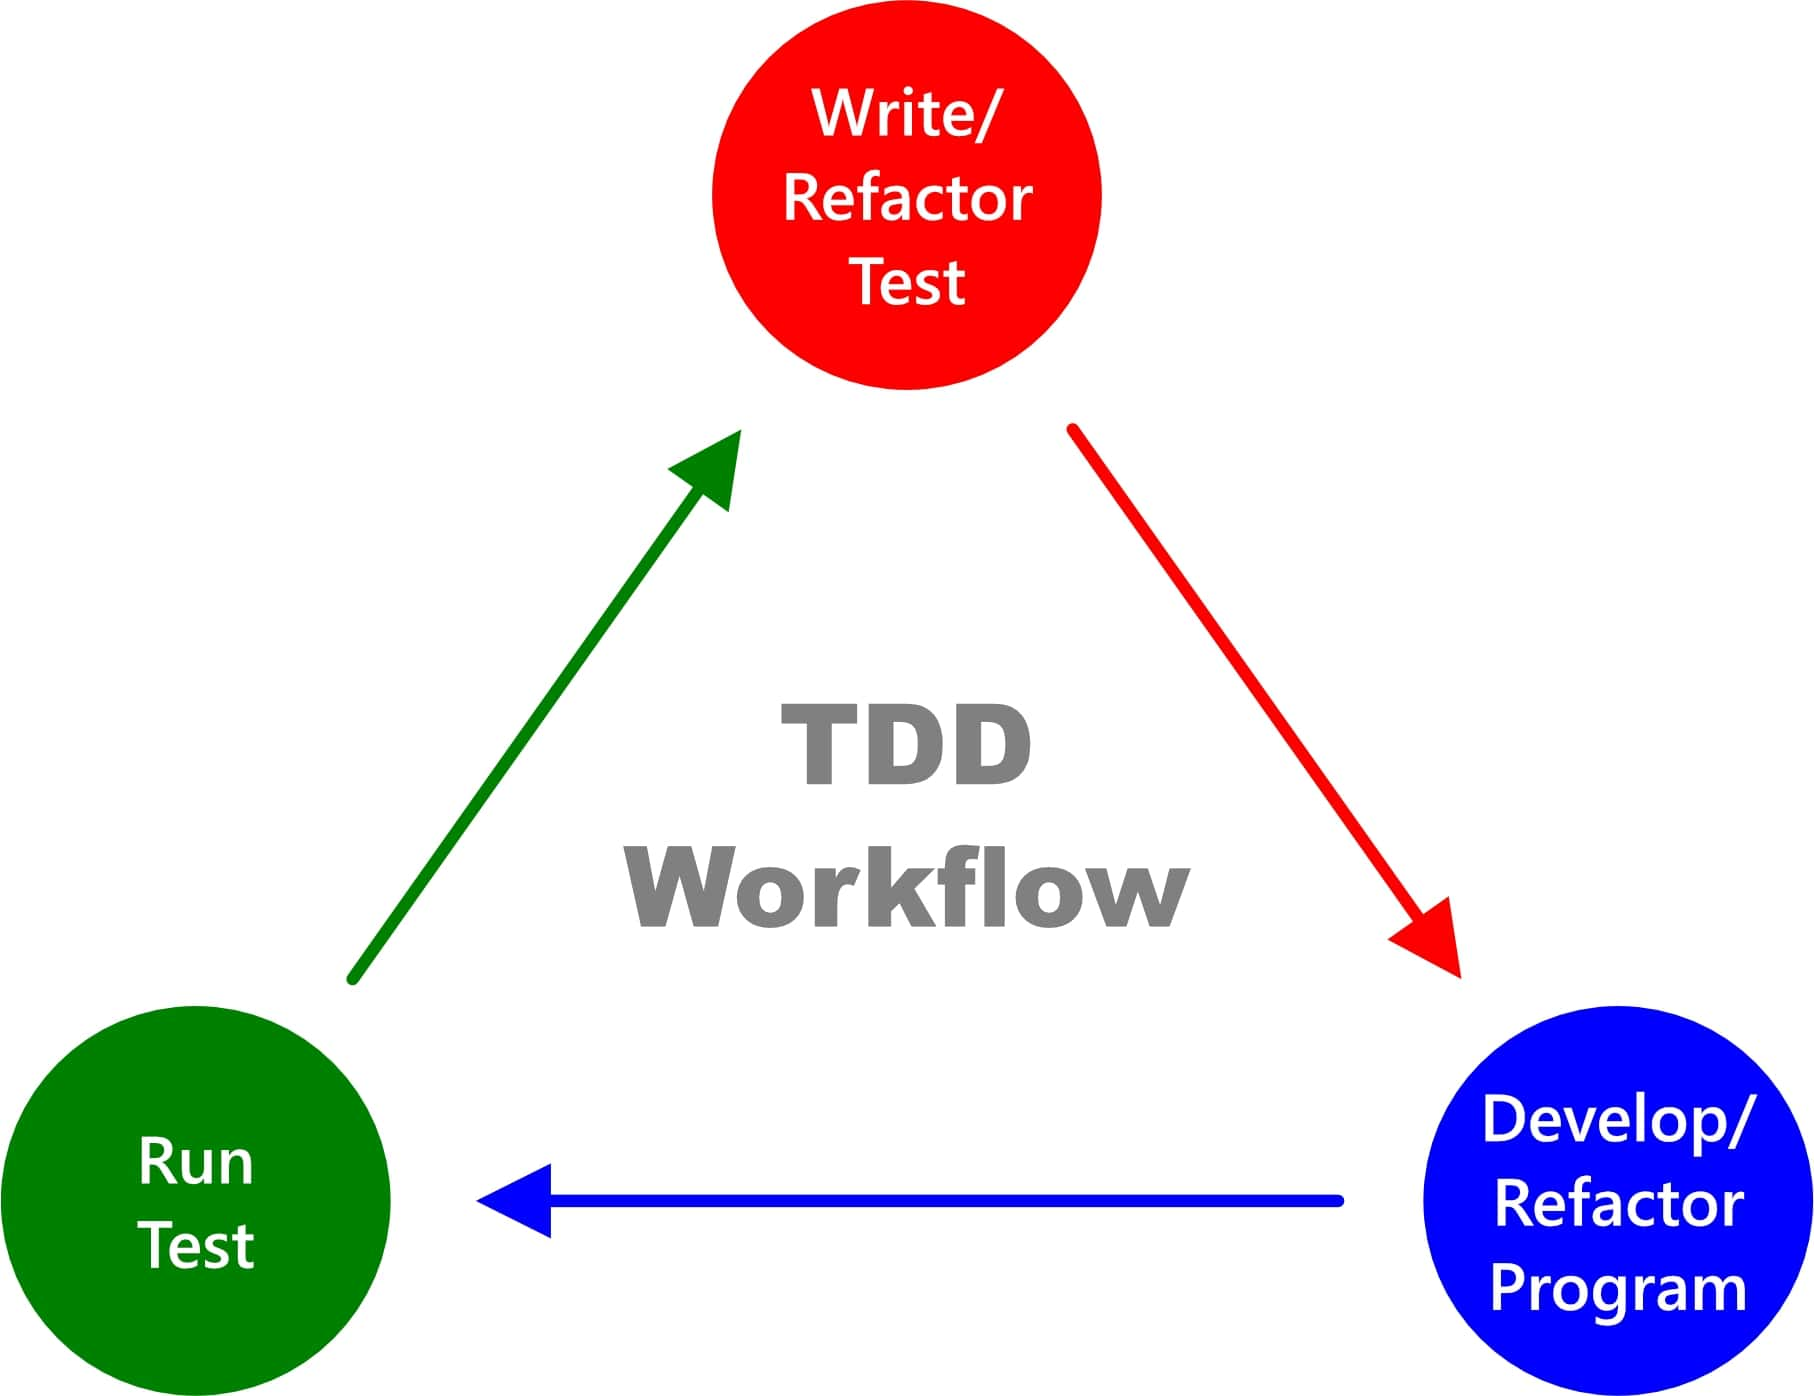 Write/
Refactor
Test
TDD
Workflow
Run
Test
Develop/
Refactor
Program